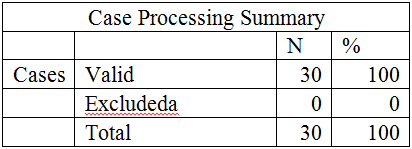 Case Processing Summary
N %
Cases Valid 30 100
Excludeda 0 0
Total 30 100